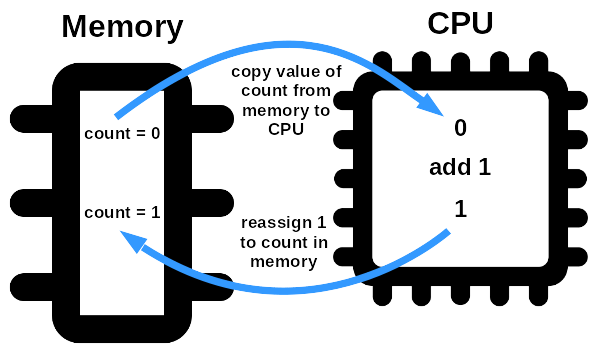 Memory
CPU
copy value of
count from
memory to
CPU
count = 0
0
add 1
1
count = 1
reassign 1
to count in
memory